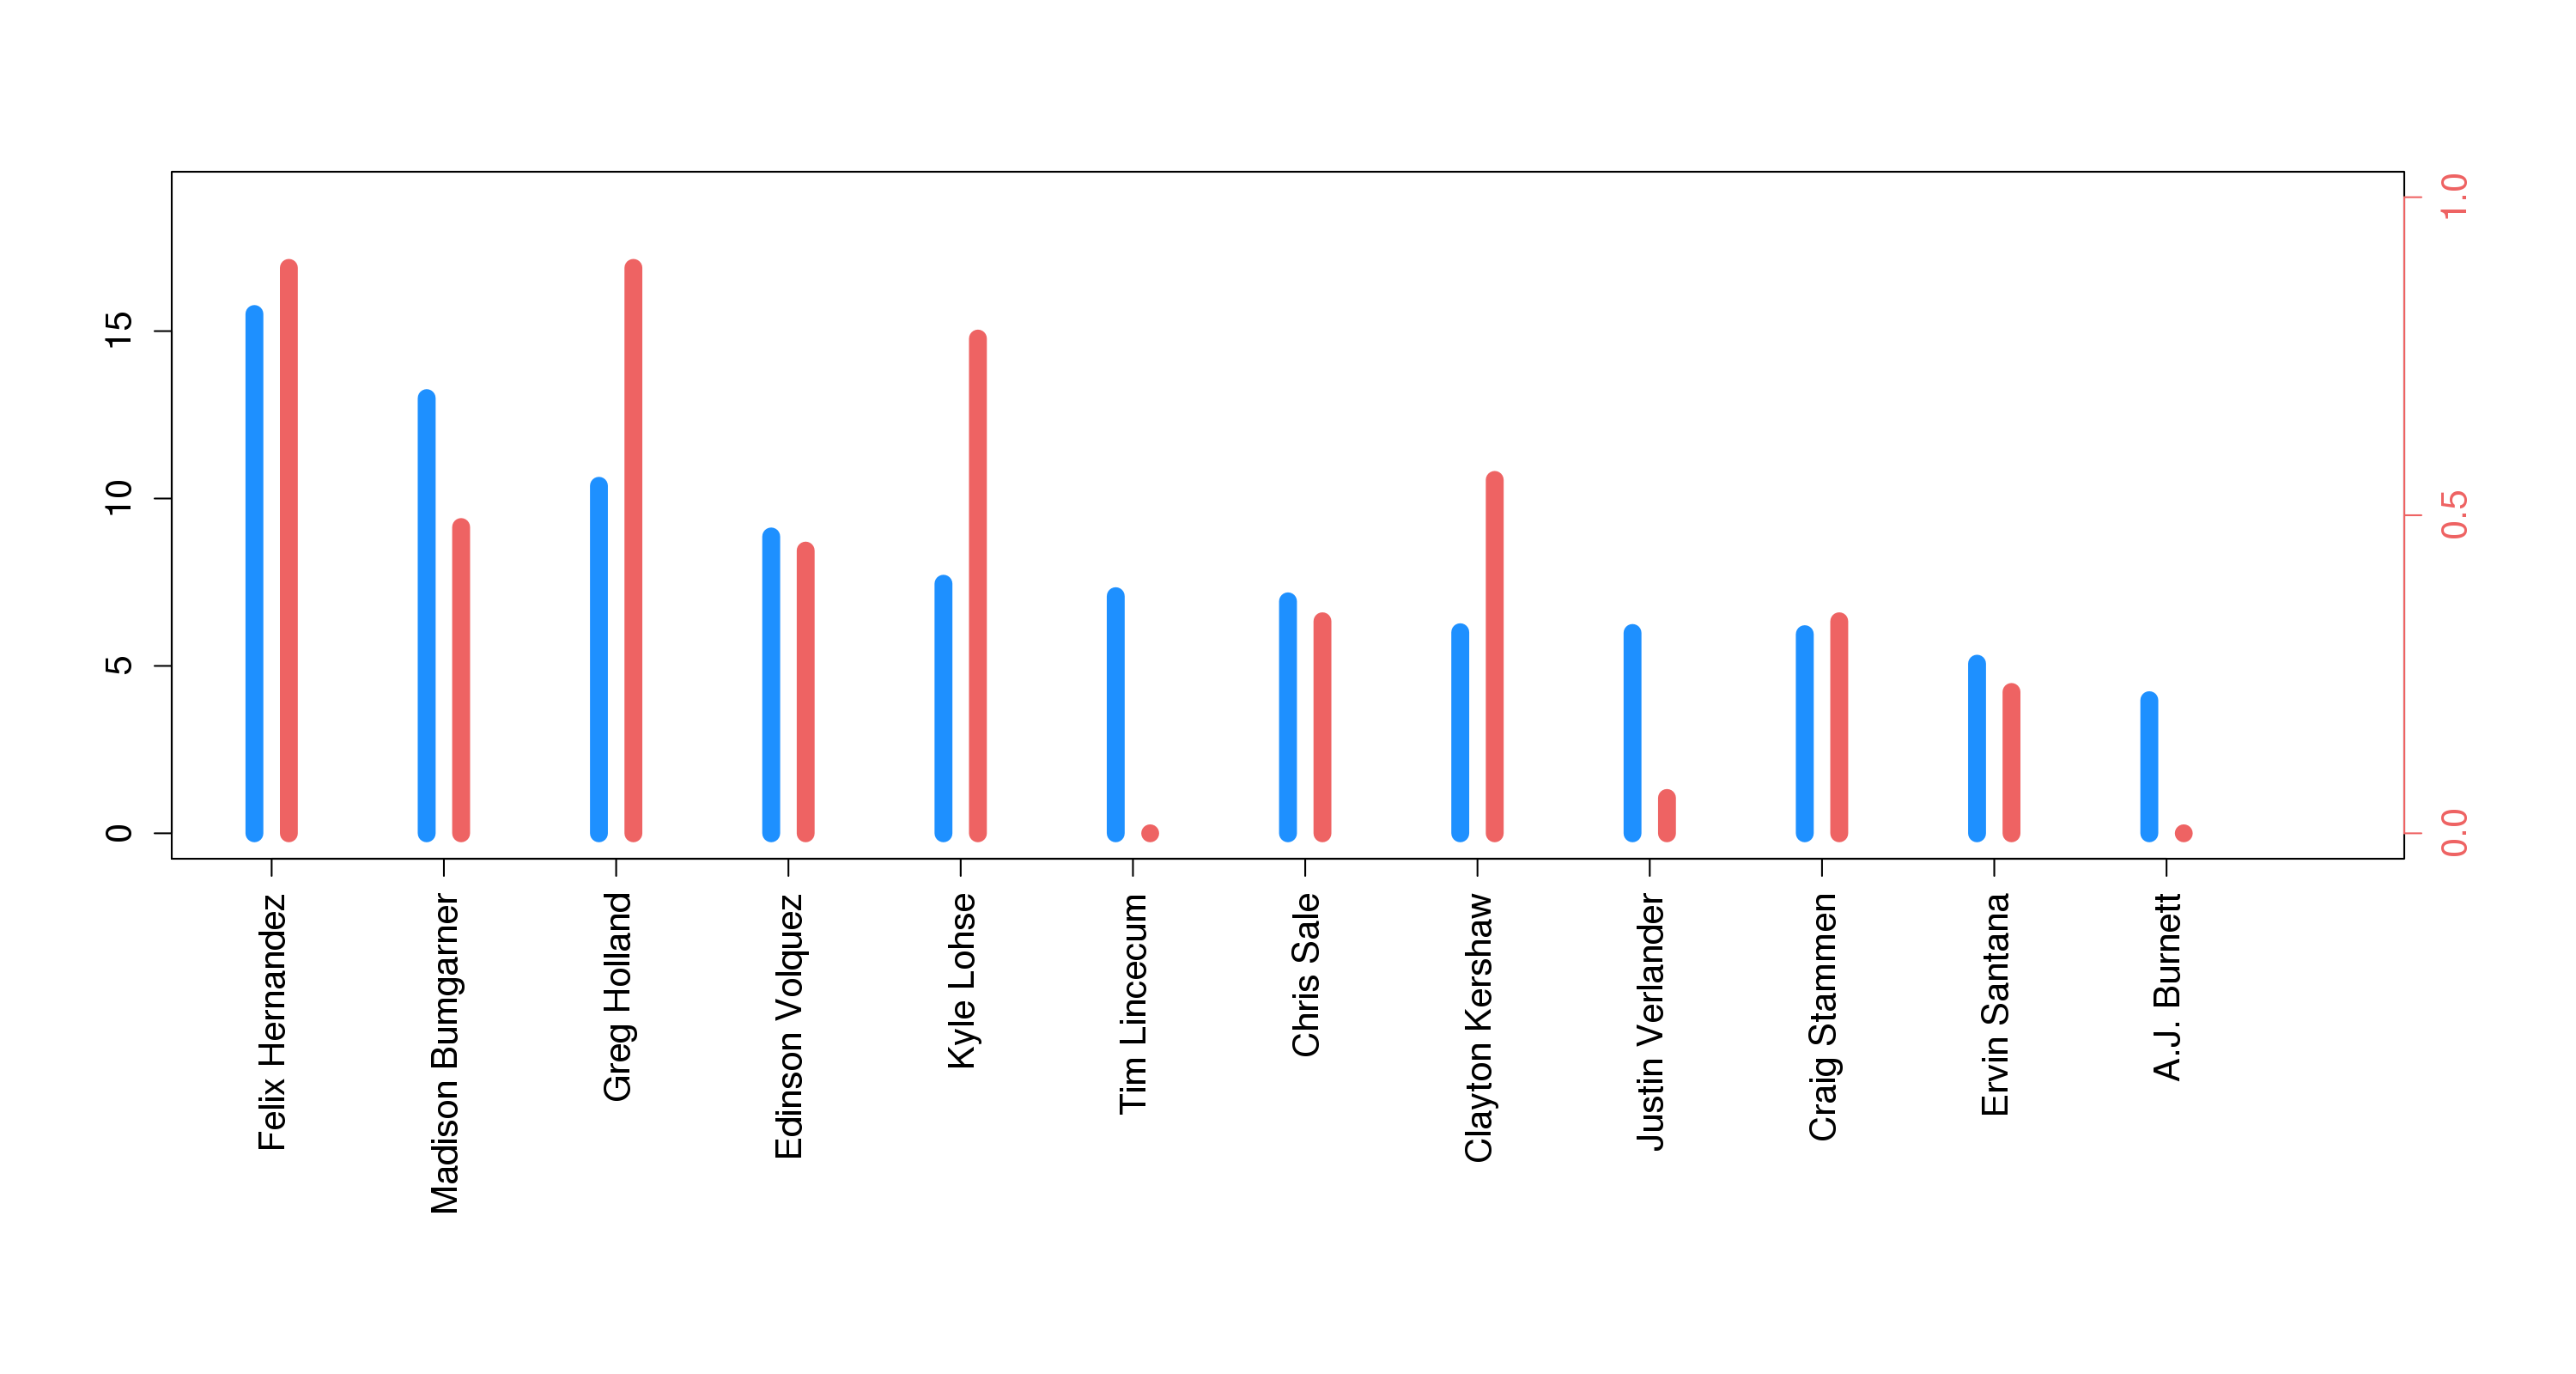 0
5
10
15
0.0
0.5
1.0
Felix Hernandez
Madison Bumgarner
Greg Holland
Edinson Volquez
Kyle Lohse
Tim Lincecum
Chris Sale
Clayton Kershaw
Justin Verlander
Craig Stammen
Ervin Santana
A.J. Burnett